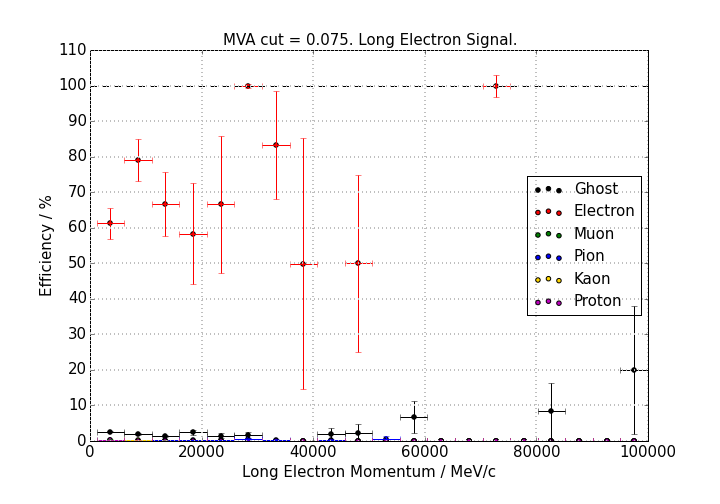 MVA cut = 0.075. Long Electron Signal.
110
100
90
80
70
60
50
40
30
20
10
0
Efficiency / %
Ghost
Electron
Muon
Pion
Kaon
Proton
0 20000 40000 60000 80000 100000
Long Electron Momentum / MeV/c